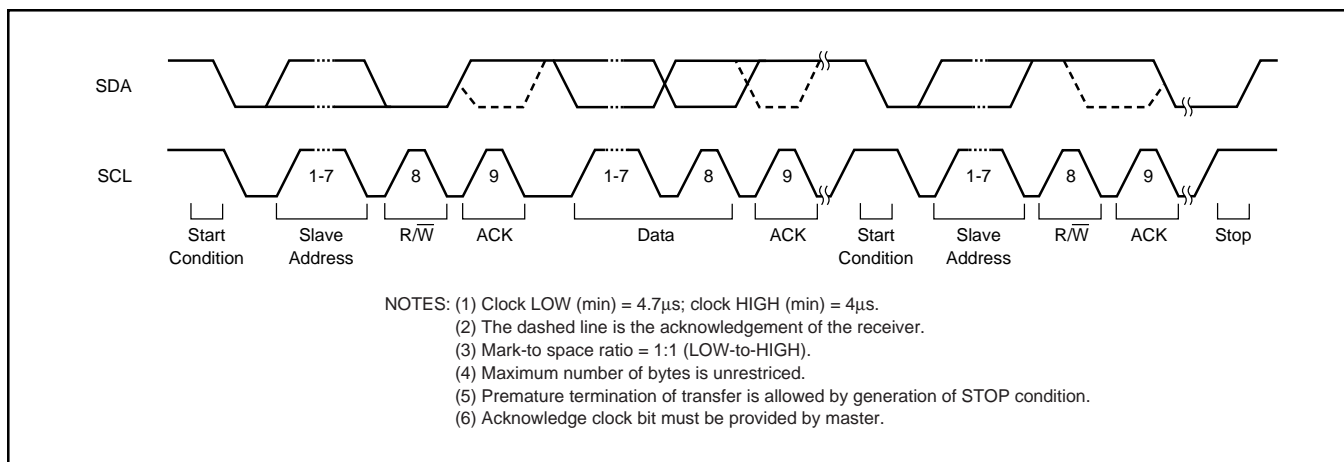 SDA
SCL
1-7 8 9 1-7 8 9 1-7 8 9
Start Condition Slave Address R/W̅ ACK Data ACK Start Condition Slave Address R/W̅ ACK Stop
NOTES: (1) Clock LOW (min) = 4.7µs; clock HIGH (min) = 4µs.
(2) The dashed line is the acknowledgement of the receiver.
(3) Mark-to space ratio = 1:1 (LOW-to-HIGH).
(4) Maximum number of bytes is unrestriced.
(5) Premature termination of transfer is allowed by generation of STOP condition.
(6) Acknowledge clock bit must be provided by master.